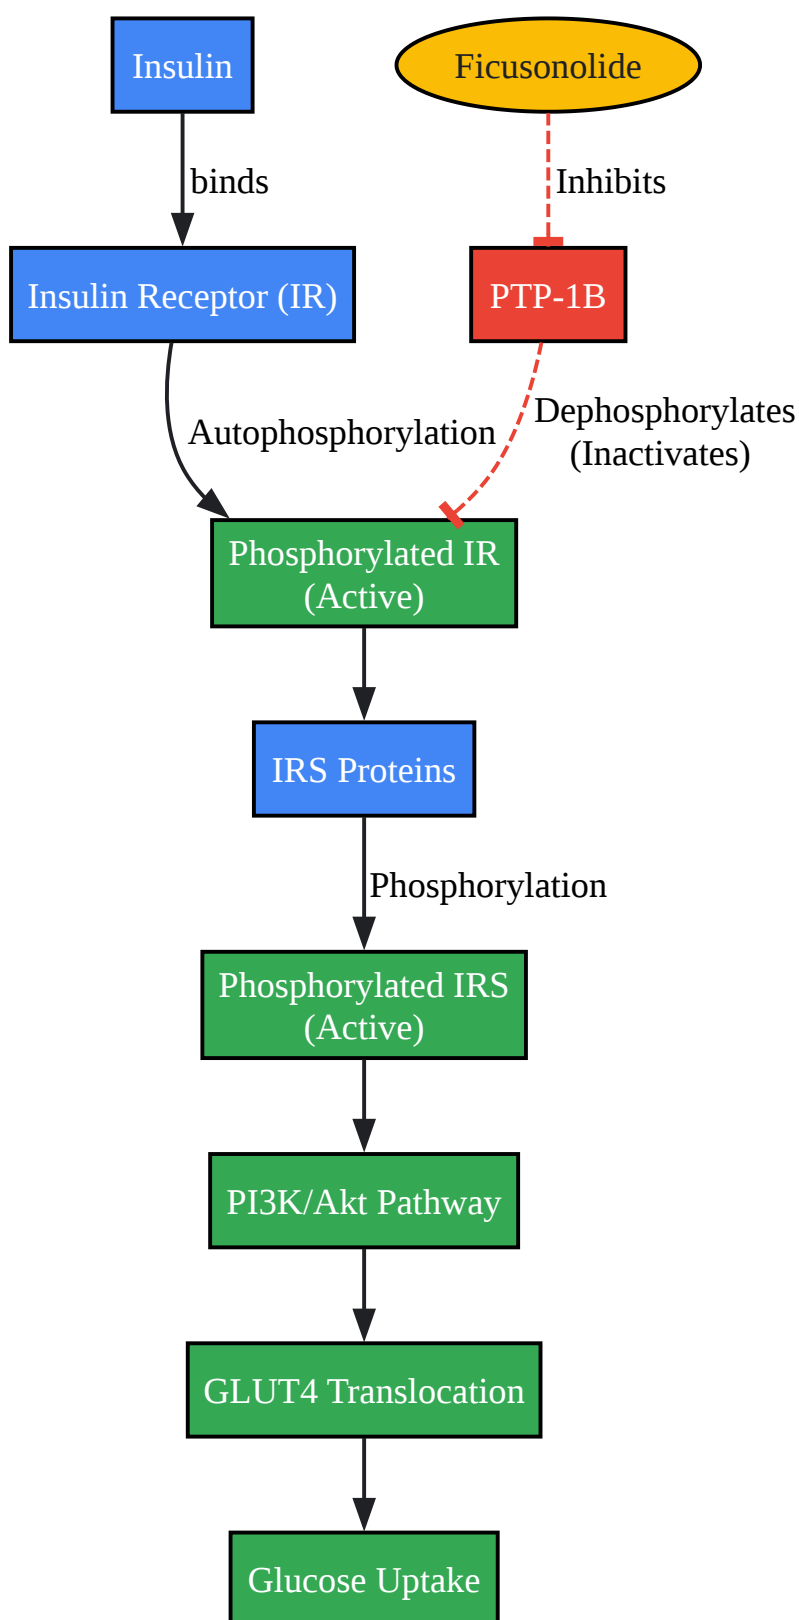 Insulin
Ficusonolide
binds
Inhibits
Insulin Receptor (IR)
PTP-1B
Autophosphorylation
Dephosphorylates
(Inactivates)
Phosphorylated IR
(Active)
IRS Proteins
Phosphorylation
Phosphorylated IRS
(Active)
PI3K/Akt Pathway
GLUT4 Translocation
Glucose Uptake